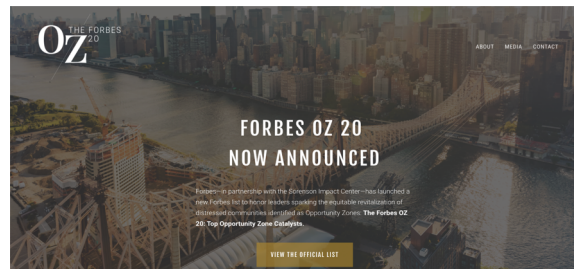 OZ
THE FORBES
20
ABOUT MEDIA CONTACT
FORBES OZ 20
NOW ANNOUNCED
Forbes—in partnership with the Sorenson Impact Center—has launched a
new Forbes list to honor leaders sparking the equitable revitalization of
distressed communities identified as Opportunity Zones: The Forbes OZ
20: Top Opportunity Zone Catalysts.
VIEW THE OFFICIAL LIST